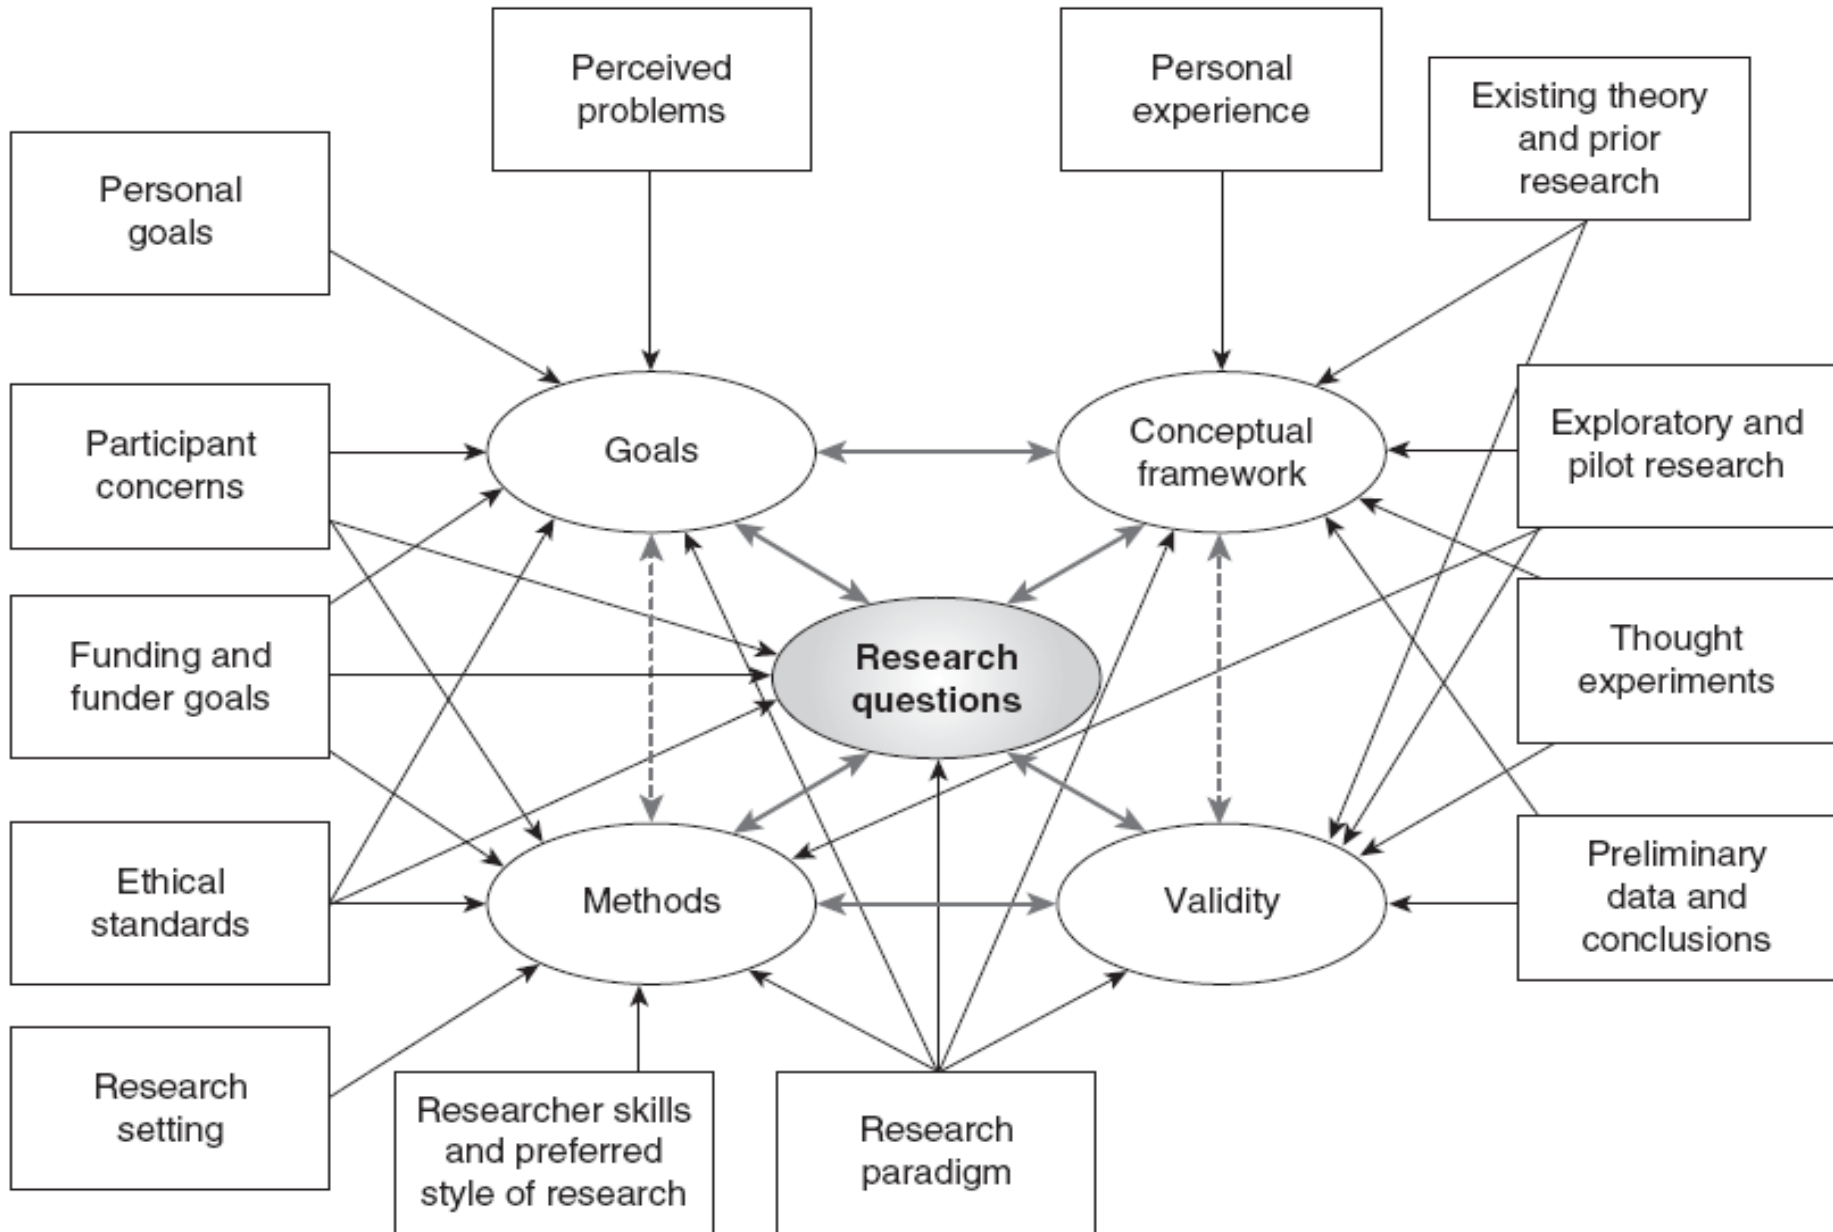 Perceived
problems
Personal
experience
Existing theory
and prior
research
Personal
goals
Participant
concerns
Goals
Conceptual
framework
Exploratory and
pilot research
Funding and
funder goals
Research
questions
Thought
experiments
Ethical
standards
Methods
Validity
Preliminary
data and
conclusions
Research
setting
Researcher skills
and preferred
style of research
Research
paradigm